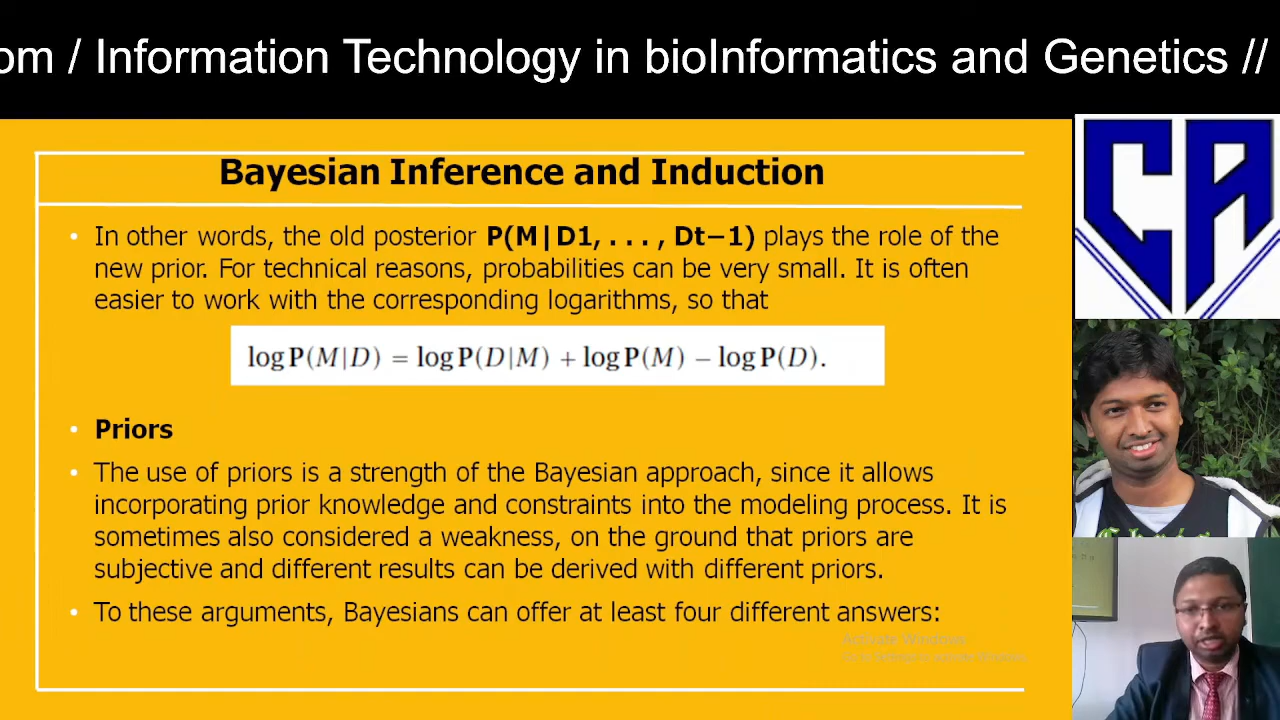 om / Information Technology in bioInformatics and Genetics //
CA
Bayesian Inference and Induction
• In other words, the old posterior P(M|D1, . . . , Dt−1) plays the role of the
new prior. For technical reasons, probabilities can be very small. It is often
easier to work with the corresponding logarithms, so that
log P(M|D) = log P(D|M) + log P(M) − log P(D).
• Priors
• The use of priors is a strength of the Bayesian approach, since it allows
incorporating prior knowledge and constraints into the modeling process. It is
sometimes also considered a weakness, on the ground that priors are
subjective and different results can be derived with different priors.
• To these arguments, Bayesians can offer at least four different answers:
Activate Windows